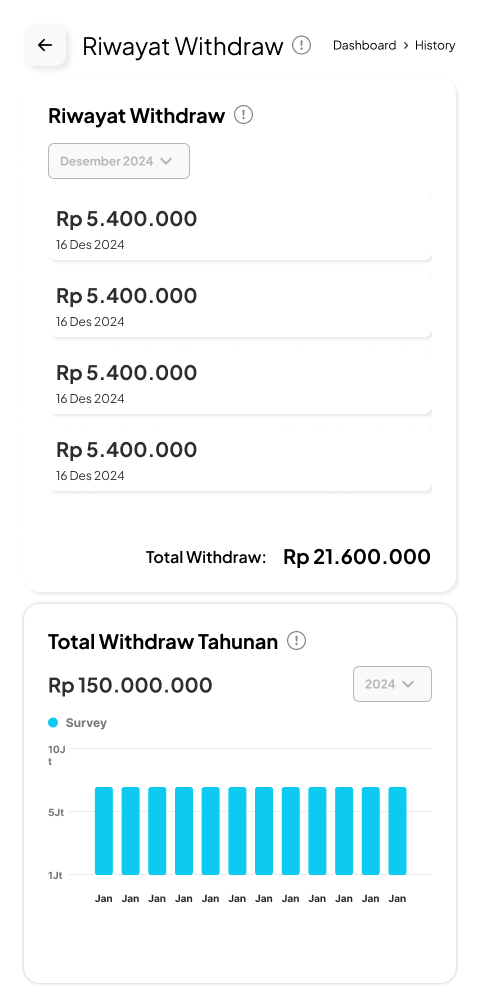 Riwayat Withdraw
Dashboard > History
Riwayat Withdraw
Desember 2024
Rp 5.400.000
16 Des 2024
Rp 5.400.000
16 Des 2024
Rp 5.400.000
16 Des 2024
Rp 5.400.000
16 Des 2024
Total Withdraw: Rp 21.600.000
Total Withdraw Tahunan
Rp 150.000.000
2024
Survey
10J
t
5Jt
1Jt
Jan Jan Jan Jan Jan Jan Jan Jan Jan Jan Jan Jan